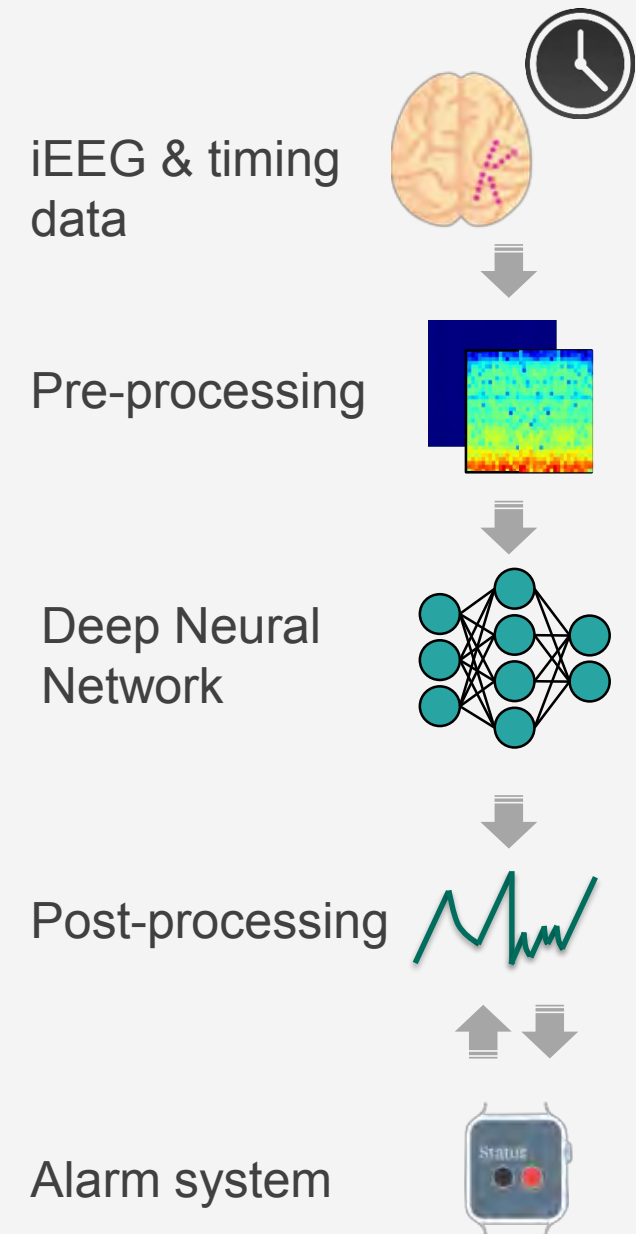 iEEG & timing
data
Pre-processing
Deep Neural
Network
Post-processing
Status
Alarm system